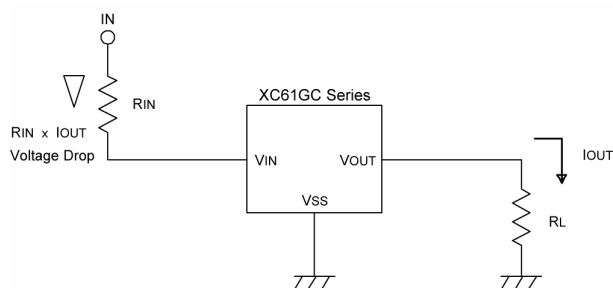 IN
XC61GC Series
RIN
RIN x IOUT
Voltage Drop
VIN
VOUT
VSS
IOUT
RL